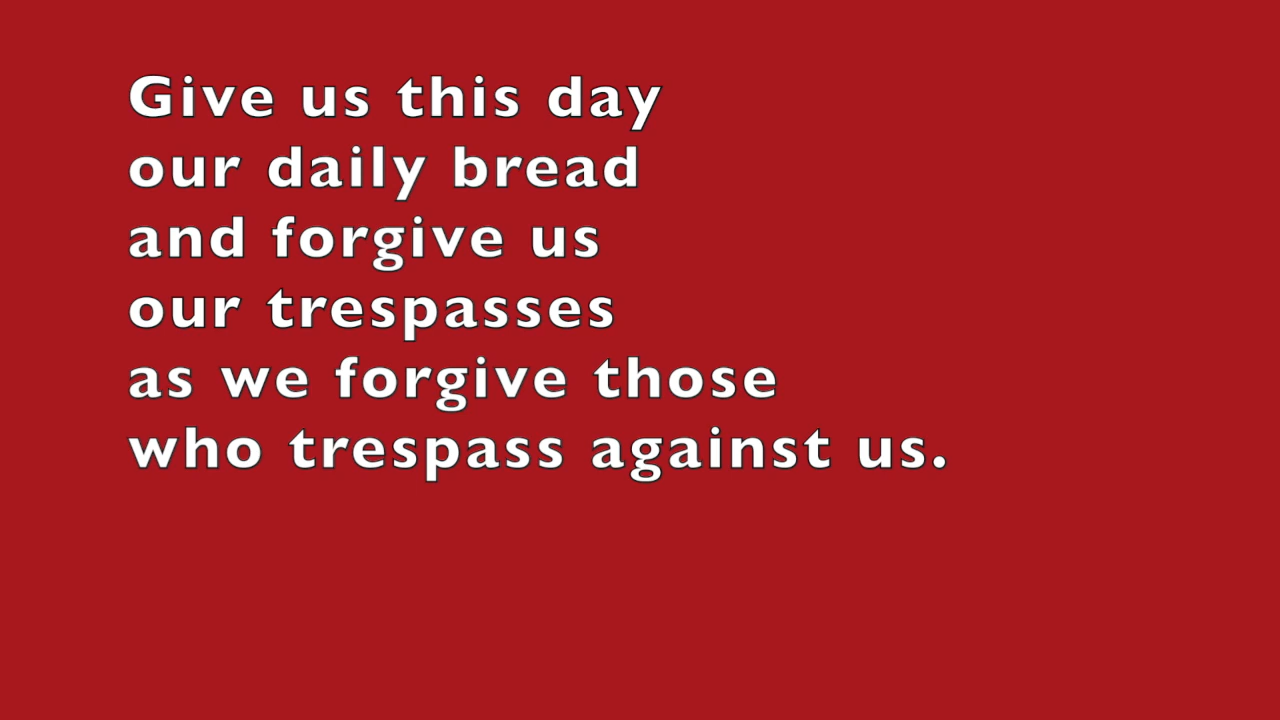 Give us this day
our daily bread
and forgive us
our trespasses
as we forgive those
who trespass against us.